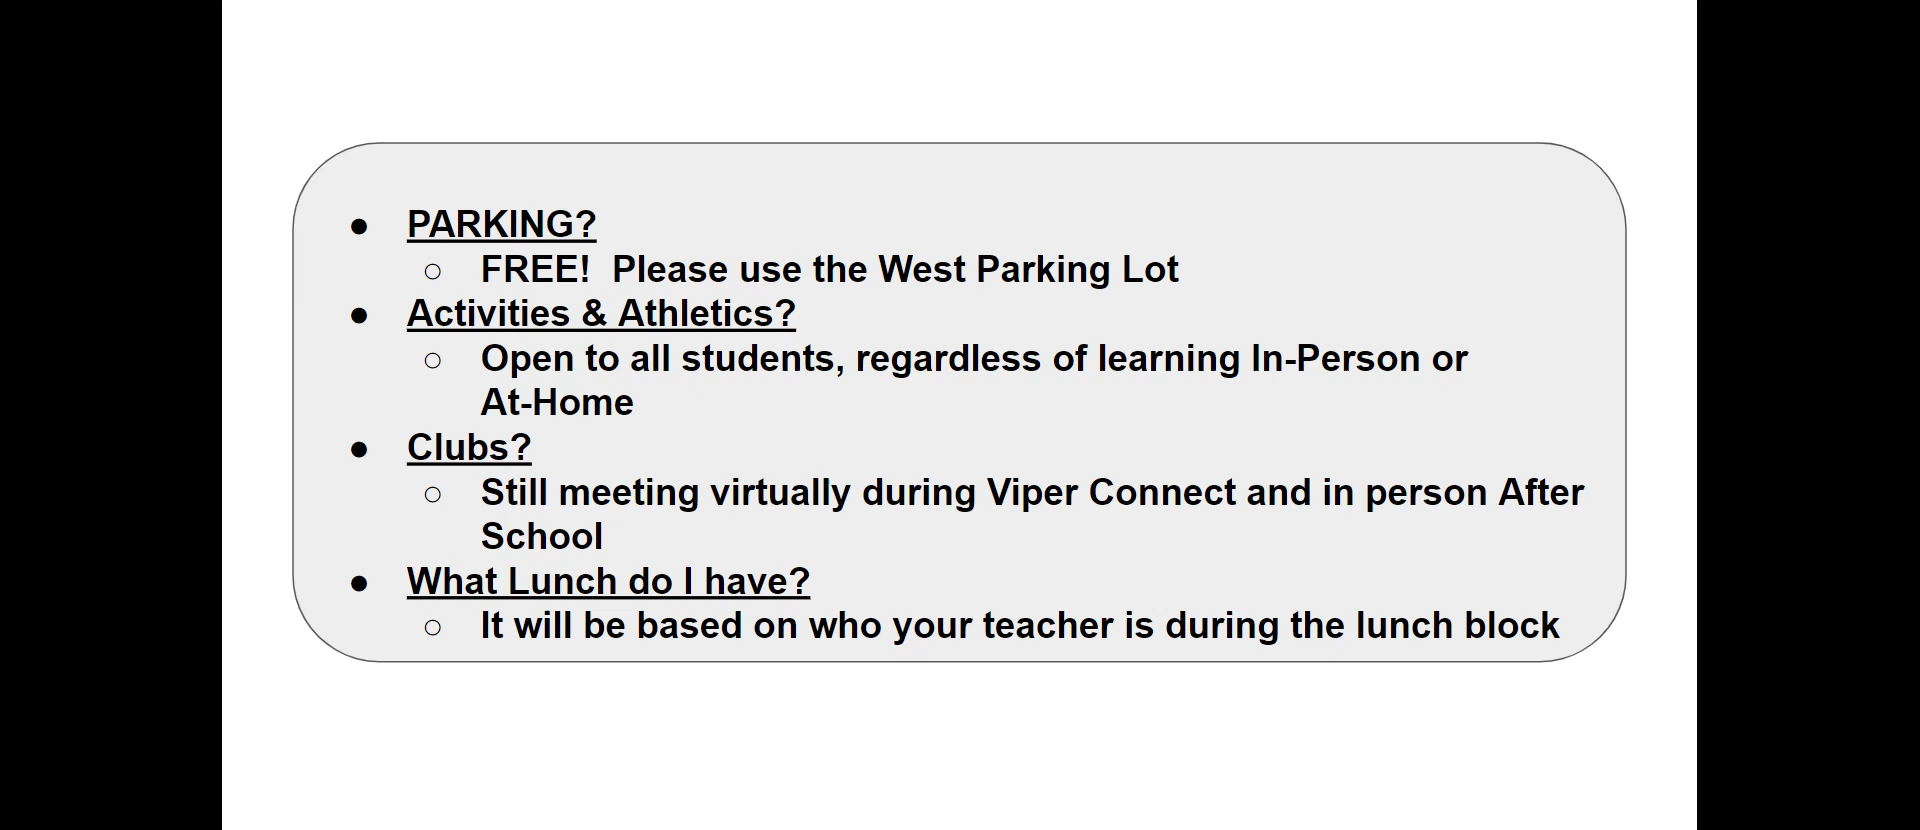 ● PARKING?
○ FREE!  Please use the West Parking Lot
● Activities & Athletics?
○ Open to all students, regardless of learning In-Person or
At-Home
● Clubs?
○ Still meeting virtually during Viper Connect and in person After
School
● What Lunch do I have?
○ It will be based on who your teacher is during the lunch block